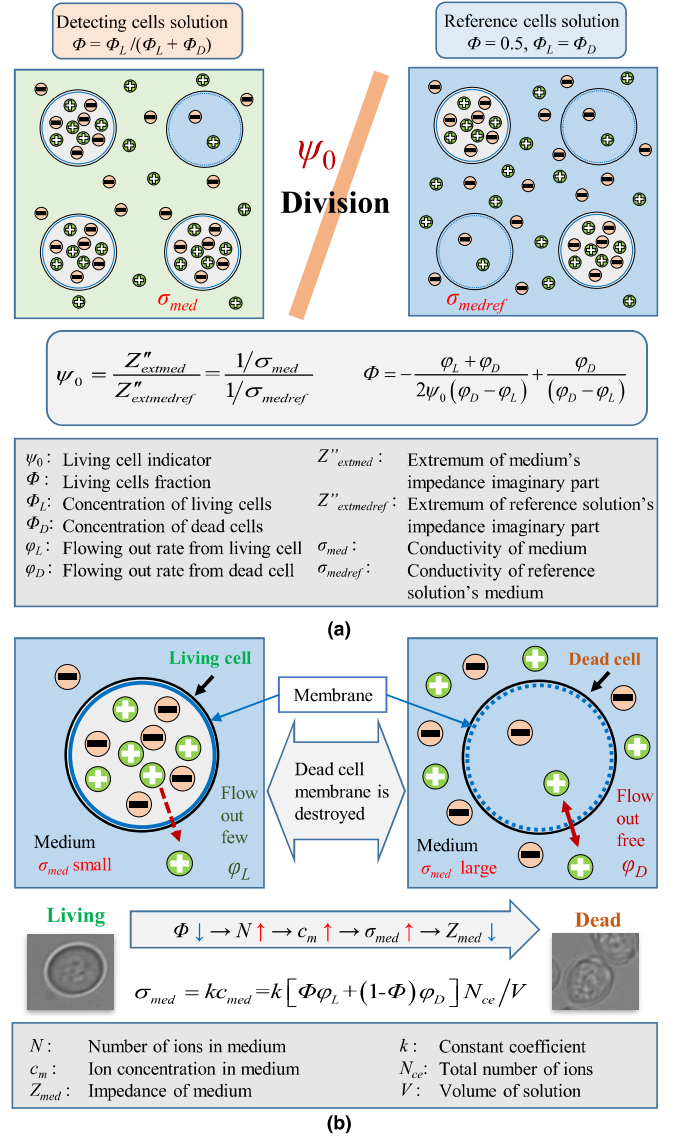 Detecting cells solution
Φ = Φ_L /(Φ_L + Φ_D)
Reference cells solution
Φ = 0.5, Φ_L = Φ_D
ψ₀
Division
σ_med
σ_medref
ψ₀ = Z″_extmed / Z″_extmedref = (1/σ_med) / (1/σ_medref)
Φ = − (φ_L + φ_D) / (2ψ₀(φ_D − φ_L)) + φ_D / (φ_D − φ_L)
ψ₀: Living cell indicator
Φ: Living cells fraction
Φ_L: Concentration of living cells
Φ_D: Concentration of dead cells
φ_L: Flowing out rate from living cell
φ_D: Flowing out rate from dead cell
Z”_extmed: Extremum of medium's
impedance imaginary part
Z”_extmedref: Extremum of reference solution's
impedance imaginary part
σ_med: Conductivity of medium
σ_medref: Conductivity of reference
solution's medium
(a)
Living cell
Membrane
Dead cell
Dead cell
membrane is
destroyed
Flow
out
few
φ_L
Medium
σ_med small
Flow
out
free
φ_D
Medium
σ_med large
Living
Dead
Φ ↓ → N ↑ → c_m ↑ → σ_med ↑ → Z_med ↓
σ_med = kc_med = k[Φφ_L + (1-Φ)φ_D]N_ce/V
N: Number of ions in medium
c_m: Ion concentration in medium
Z_med: Impedance of medium
k: Constant coefficient
N_ce: Total number of ions
V: Volume of solution
(b)